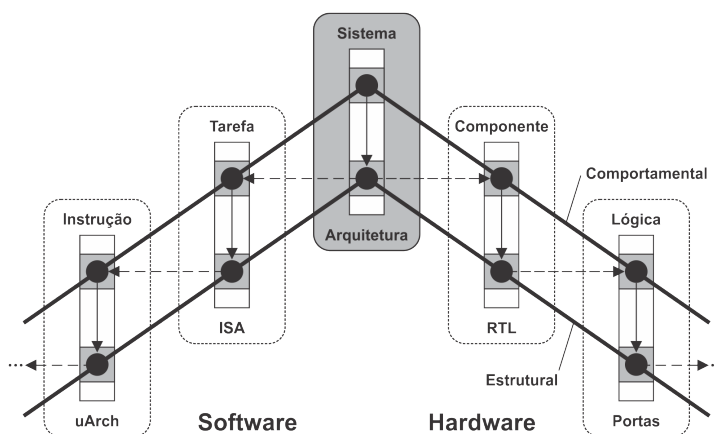 Sistema
Tarefa
Componente
Comportamental
Instrução
Lógica
Arquitetura
ISA
RTL
Estrutural
uArch
Software
Hardware
Portas